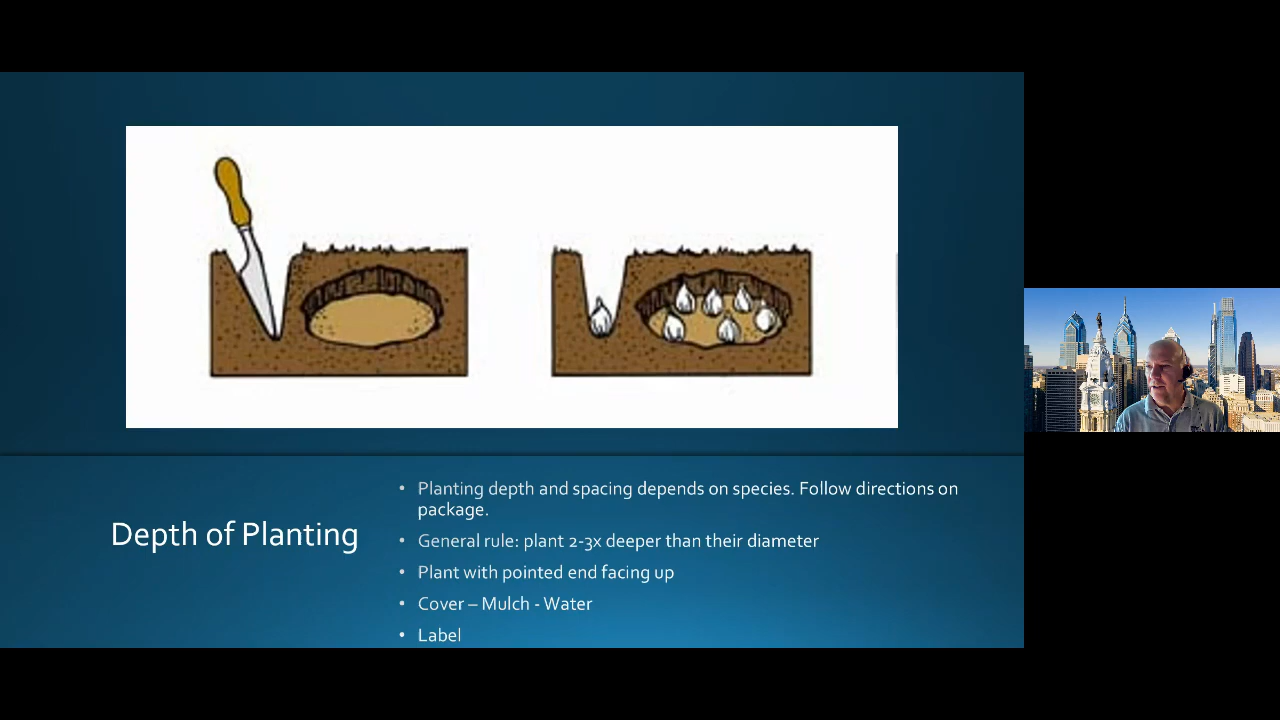 Depth of Planting
• Planting depth and spacing depends on species. Follow directions on
package.
• General rule: plant 2-3x deeper than their diameter
• Plant with pointed end facing up
• Cover – Mulch - Water
• Label